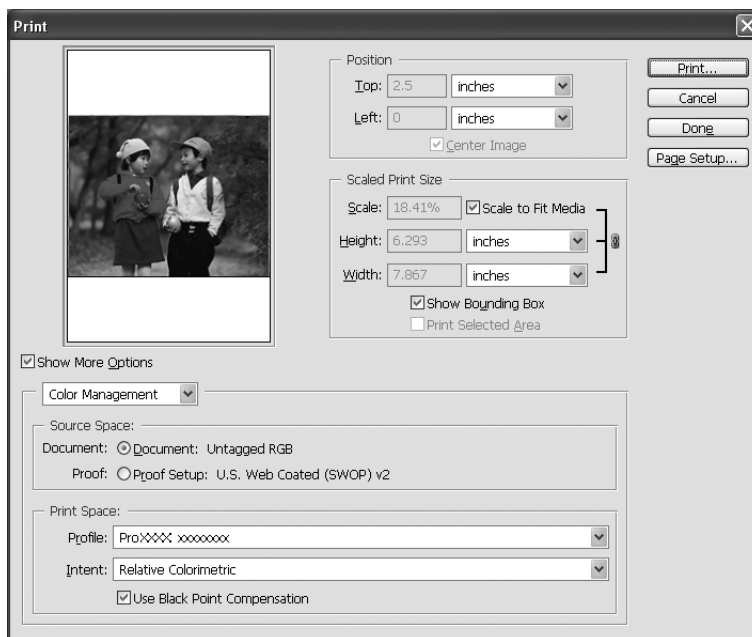 Print
Position
Top: 2.5 inches
Left: 0 inches
Center Image
Print...
Cancel
Done
Page Setup...
Scaled Print Size
Scale: 18.41% Scale to Fit Media
Height: 6.293 inches
Width: 7.867 inches
Show Bounding Box
Print Selected Area
Show More Options
Color Management
Source Space:
Document: Document: Untagged RGB
Proof: Proof Setup: U.S. Web Coated (SWOP) v2
Print Space:
Profile: ProXXXX xxxxxxxx
Intent: Relative Colorimetric
Use Black Point Compensation